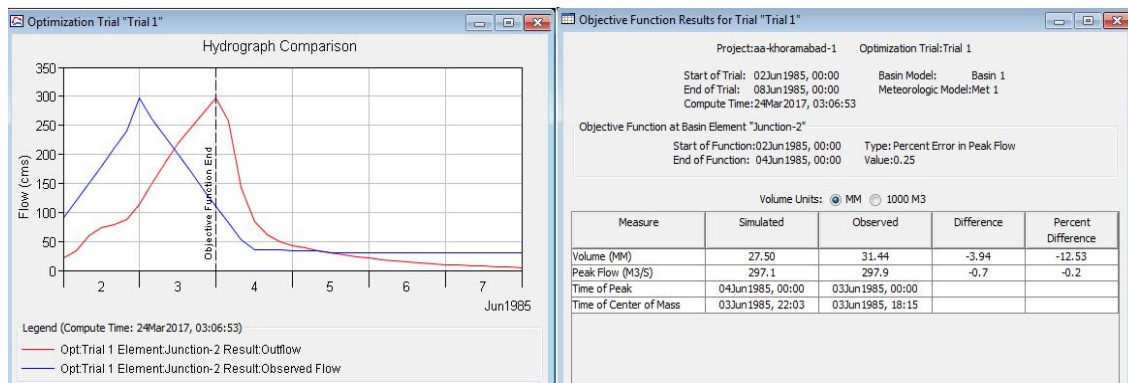 Optimization Trial "Trial 1"
Hydrograph Comparison
350
300
250
200
150
100
50
0
Flow (cms)
Objective Function End
2 3 4 5 6 7
Jun1985
Legend (Compute Time: 24Mar2017, 03:06:53)
Opt:Trial 1 Element:Junction-2 Result:Outflow
Opt:Trial 1 Element:Junction-2 Result:Observed Flow
Objective Function Results for Trial "Trial 1"
Project:aa-khoramabad-1 Optimization Trial:Trial 1
Start of Trial: 02Jun1985, 00:00 Basin Model: Basin 1
End of Trial: 08Jun1985, 00:00 Meteorologic Model:Met 1
Compute Time:24Mar2017, 03:06:53
Objective Function at Basin Element "Junction-2"
Start of Function:02Jun1985, 00:00 Type: Percent Error in Peak Flow
End of Function: 04Jun1985, 00:00 Value:0.25
Volume Units: MM 1000 M3
Measure Simulated Observed Difference Percent
Difference
Volume (MM) 27.50 31.44 -3.94 -12.53
Peak Flow (M3/S) 297.1 297.9 -0.7 -0.2
Time of Peak 04Jun1985, 00:00 03Jun1985, 00:00
Time of Center of Mass 03Jun1985, 22:03 03Jun1985, 18:15